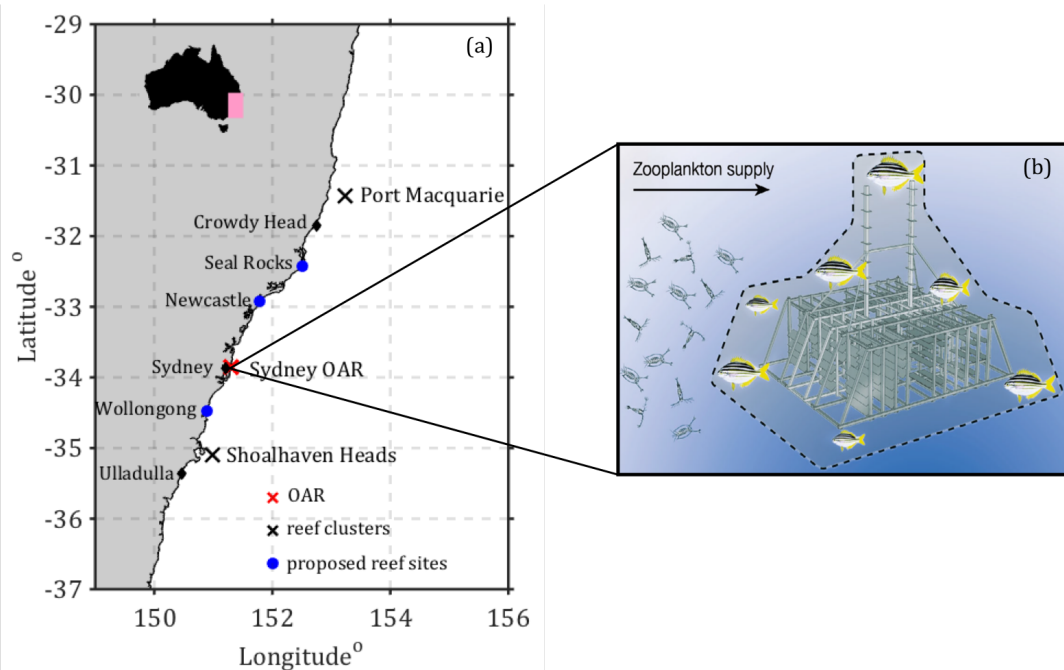 (a)
-29
-30
-31
-32
-33
-34
-35
-36
-37
Latitude°
Port Macquarie
Crowdy Head
Seal Rocks
Newcastle
Sydney
Sydney OAR
Wollongong
Shoalhaven Heads
Ulladulla
OAR
reef clusters
proposed reef sites
150
152
154
156
Longitude°
Zooplankton supply
(b)